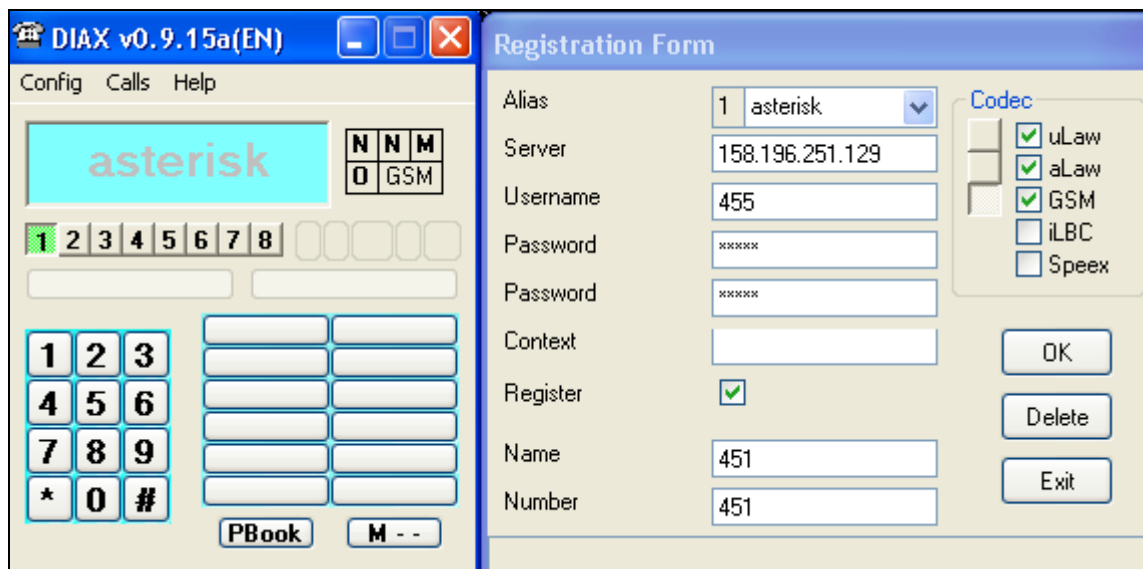 DIAX v0.9.15a(EN)
Config Calls Help
asterisk
N N M
O GSM
1 2 3 4 5 6 7 8
1 2 3
4 5 6
7 8 9
* 0 #
PBook M - -
Registration Form
Alias 1 asterisk
Server 158.196.251.129
Username 455
Password xxxxx
Password xxxxx
Context
Register
Name 451
Number 451
Codec
uLaw
aLaw
GSM
iLBC
Speex
OK
Delete
Exit